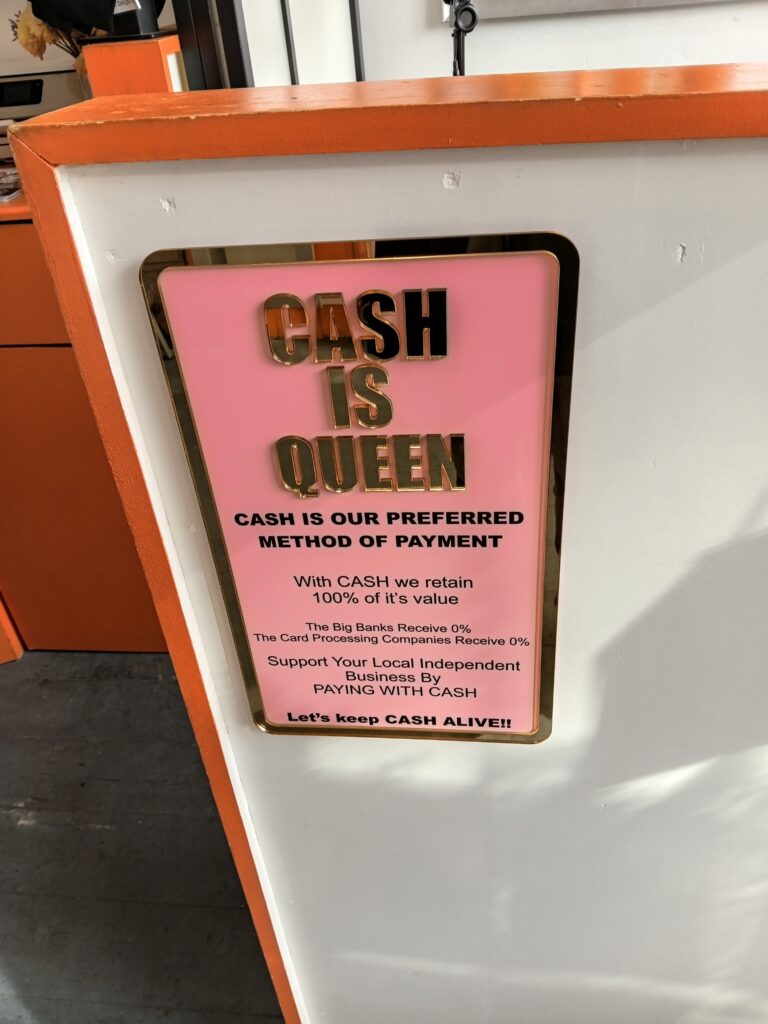 CASH
IS
QUEEN
CASH IS OUR PREFERRED
METHOD OF PAYMENT
With CASH we retain
100% of it's value
The Big Banks Receive 0%
The Card Processing Companies Receive 0%
Support Your Local Independent
Business By
PAYING WITH CASH
Let's keep CASH ALIVE!!